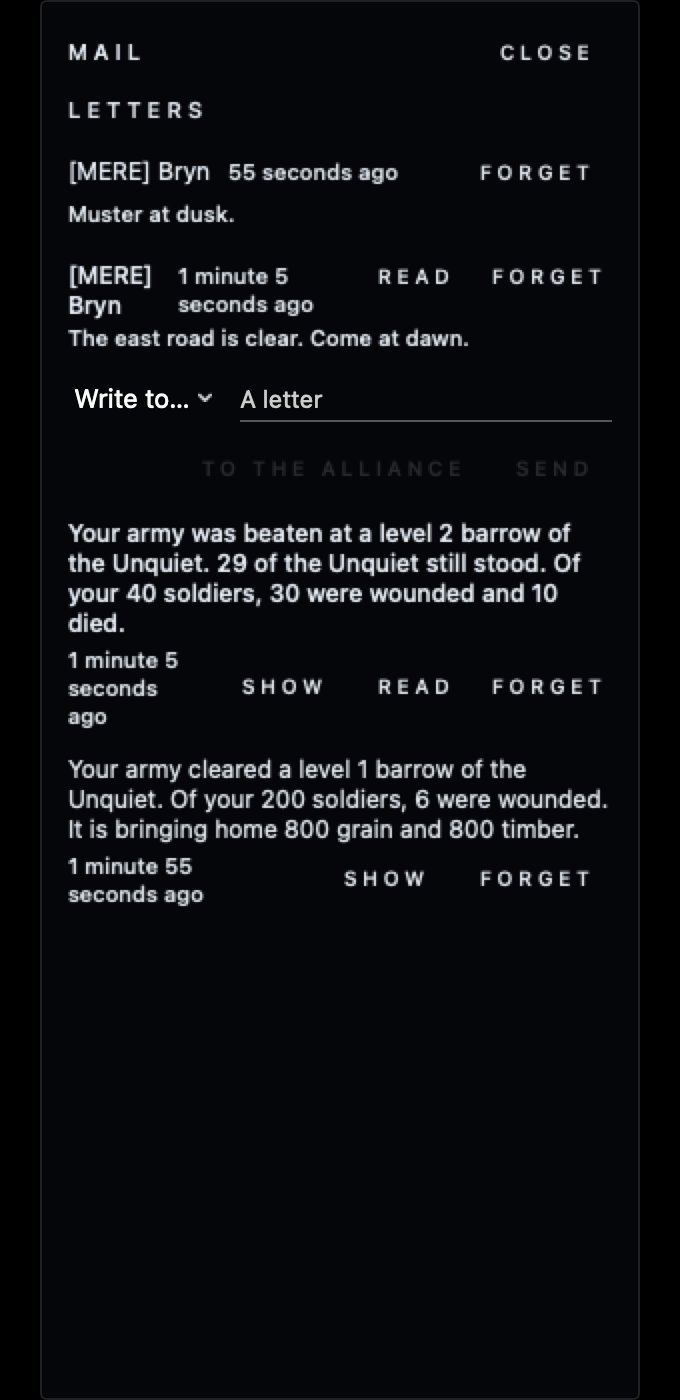 MAIL CLOSE
LETTERS
[MERE] Bryn 55 seconds ago FORGET
Muster at dusk.
[MERE] Bryn 1 minute 5 seconds ago READ FORGET
The east road is clear. Come at dawn.
Write to... A letter
TO THE ALLIANCE SEND
Your army was beaten at a level 2 barrow of
the Unquiet. 29 of the Unquiet still stood. Of
your 40 soldiers, 30 were wounded and 10
died.
1 minute 5 seconds ago SHOW READ FORGET
Your army cleared a level 1 barrow of the
Unquiet. Of your 200 soldiers, 6 were wounded.
It is bringing home 800 grain and 800 timber.
1 minute 55 seconds ago SHOW FORGET